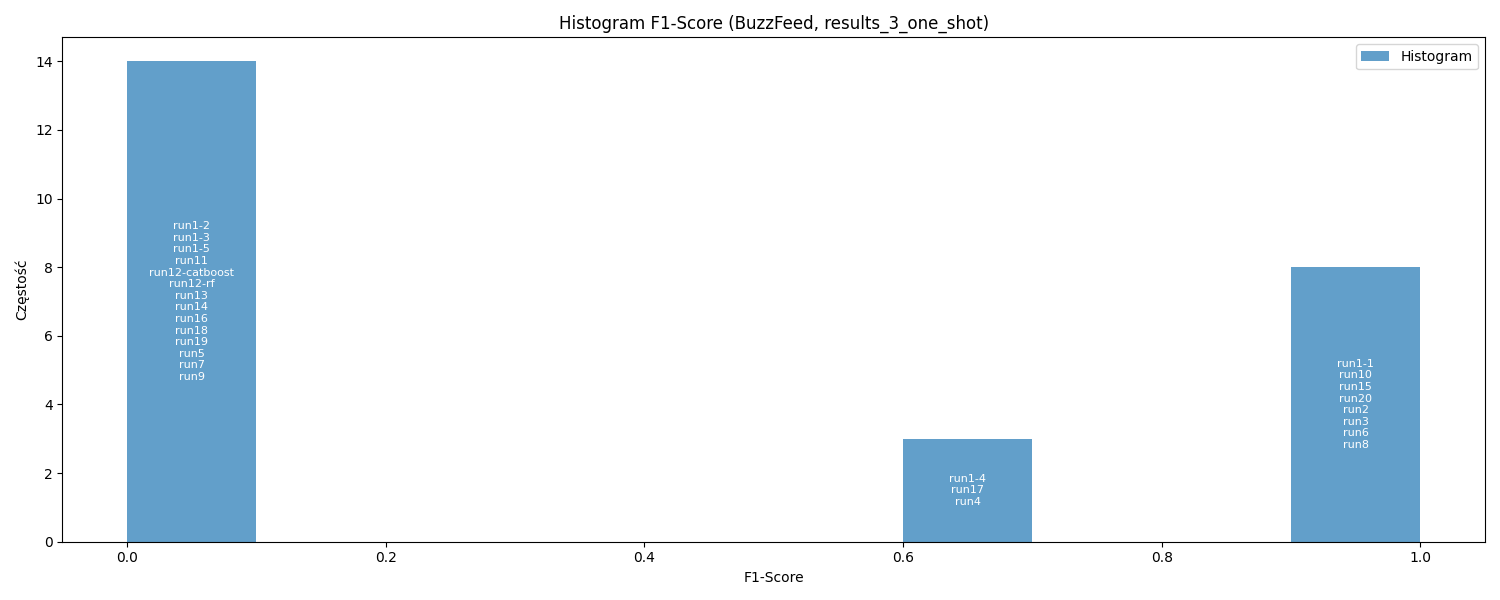 Histogram F1-Score (BuzzFeed, results_3_one_shot)
Histogram
Częstość
14
12
10
8
6
4
2
0
run1-2
run1-3
run1-5
run11
run12-catboost
run12-rf
run13
run14
run16
run18
run19
run5
run7
run9
run1-4
run17
run4
run1-1
run10
run15
run20
run2
run3
run6
run8
0.0 0.2 0.4 0.6 0.8 1.0
F1-Score